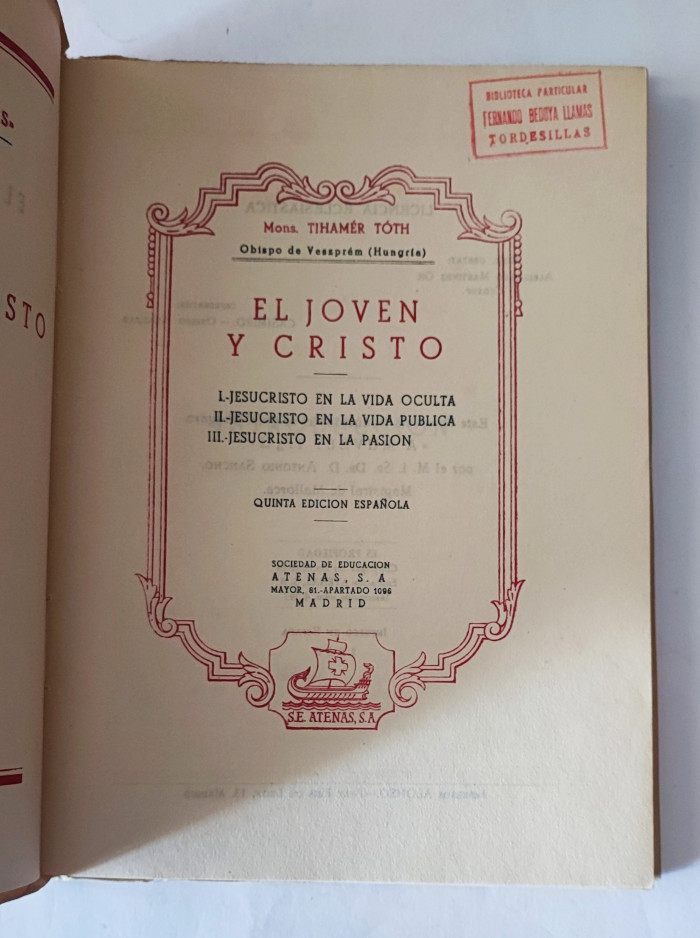 S-
STO
BIBLIOTECA PARTICULAR
FERNANDO BEDOYA LLAMAS
TORDESILLAS
Mons. TIHAMÉR TÓTH
Obispo de Veszprém (Hungría)
EL JOVEN
Y CRISTO
I.-JESUCRISTO EN LA VIDA OCULTA
II.-JESUCRISTO EN LA VIDA PUBLICA
III.-JESUCRISTO EN LA PASION
QUINTA EDICION ESPAÑOLA
SOCIEDAD DE EDUCACION
ATENAS, S. A
MAYOR, 81.-APARTADO 1096
MADRID
S.E. ATENAS, S.A